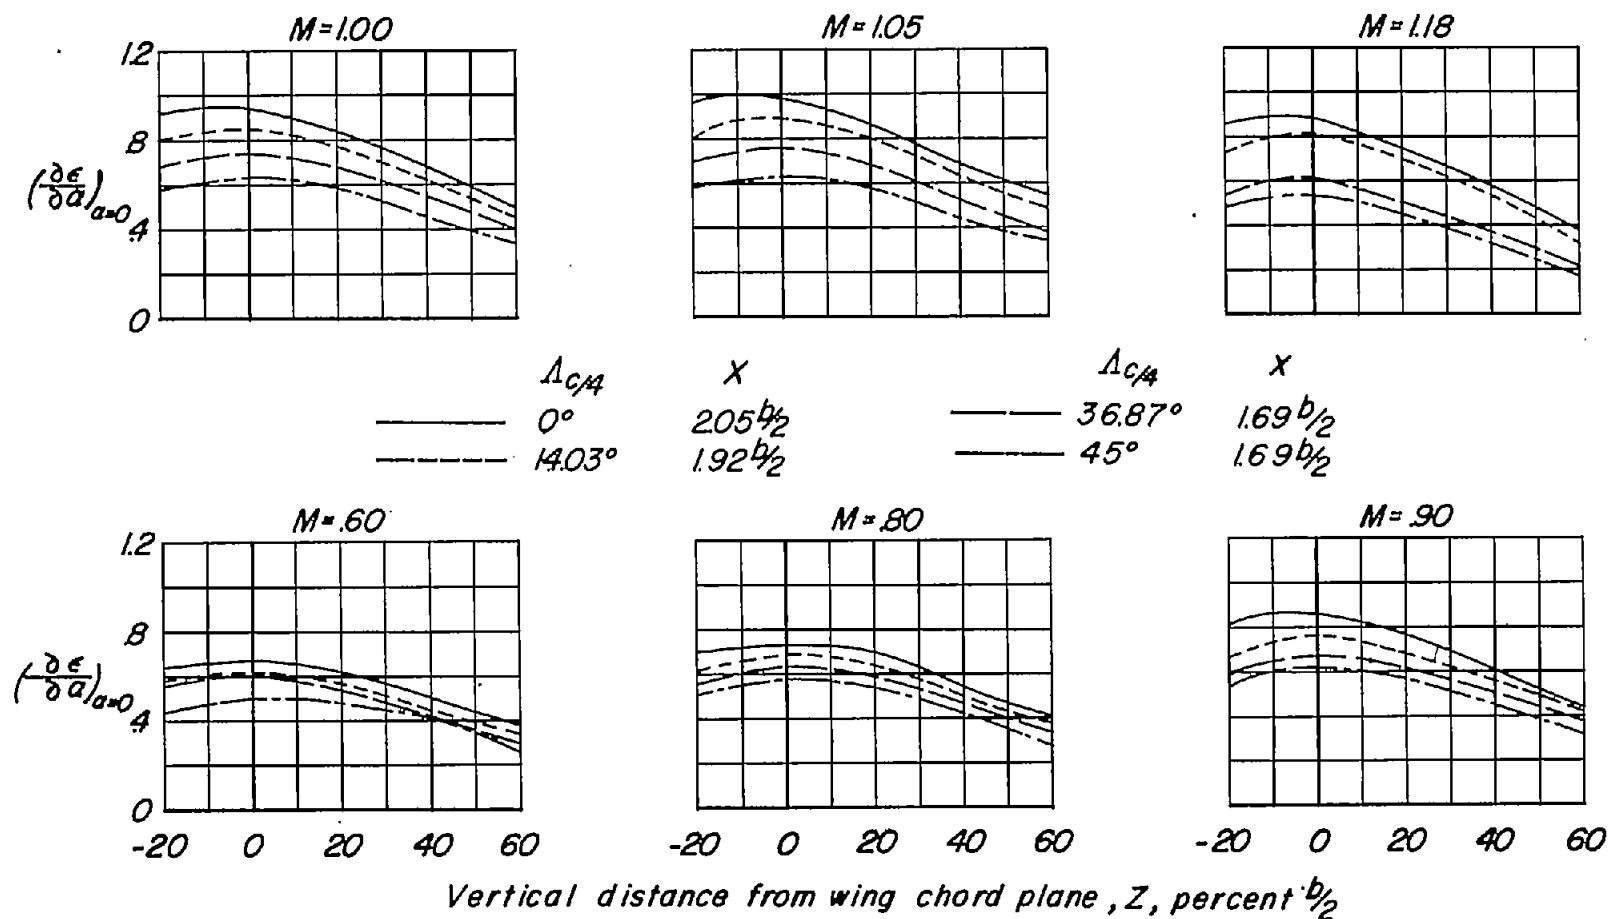 M=1.00 M=1.05 M=1.18
1.2
.8
(∂ϵ/∂α)α=0
.4
0
Λc/4 X Λc/4 X
0° 2.05 b/2 36.87° 1.69 b/2
14.03° 1.92 b/2 45° 1.69 b/2
M=.60 M=.80 M=.90
1.2
.8
(∂ϵ/∂α)α=0
.4
0
-20 0 20 40 60 -20 0 20 40 60 -20 0 20 40 60
Vertical distance from wing chord plane, Z, percent b/2